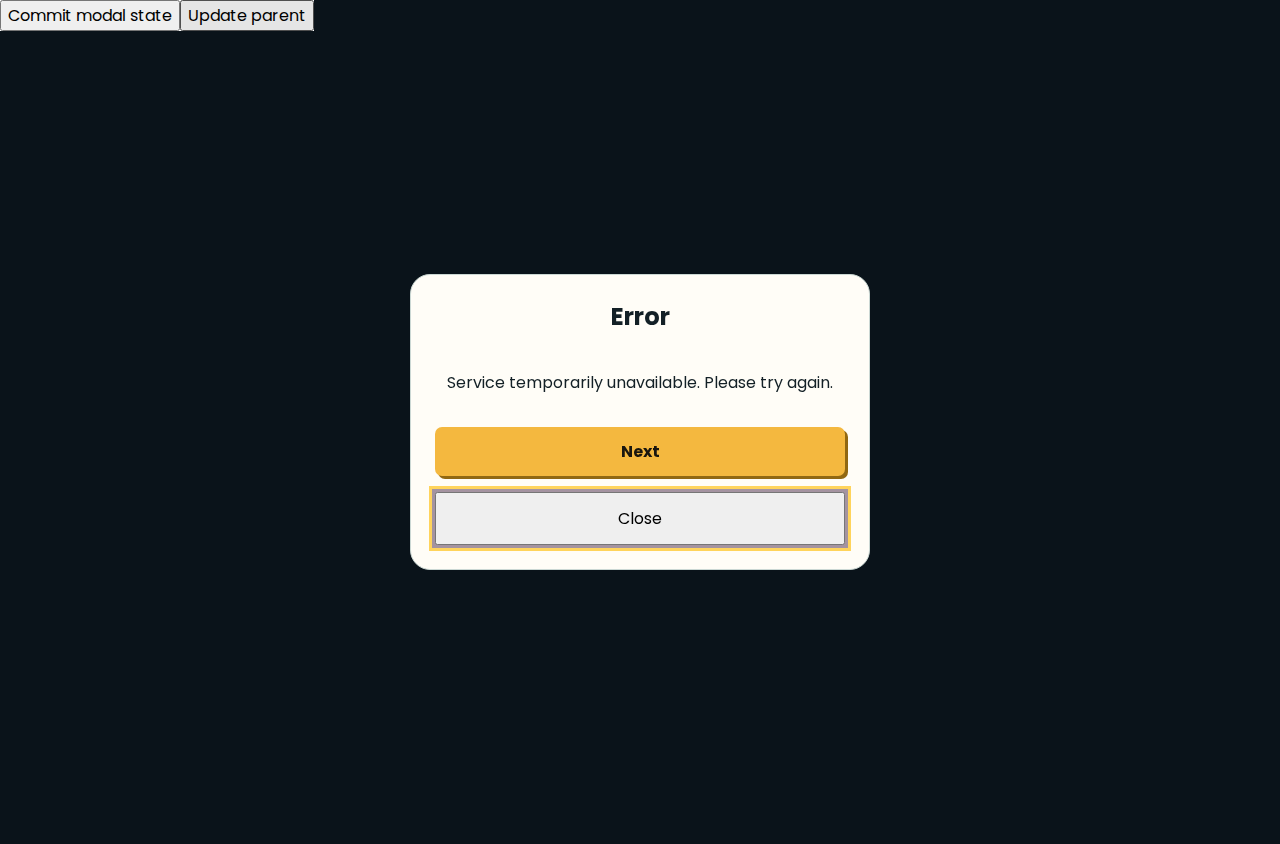 Commit modal state Update parent
Error
Service temporarily unavailable. Please try again.
Next
Close